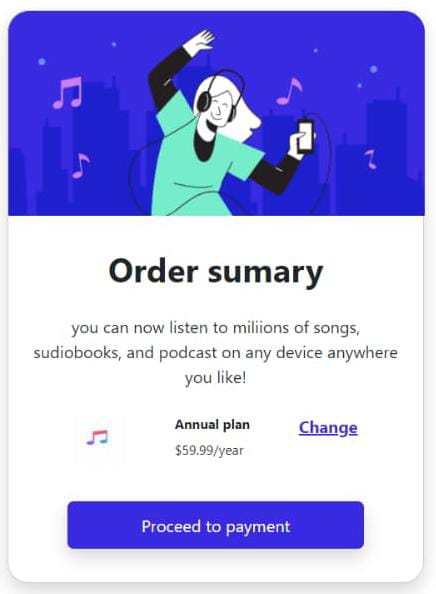 Order sumary
you can now listen to miliions of songs,
sudiobooks, and podcast on any device anywhere
you like!
Annual plan
Change
$59.99/year
Proceed to payment